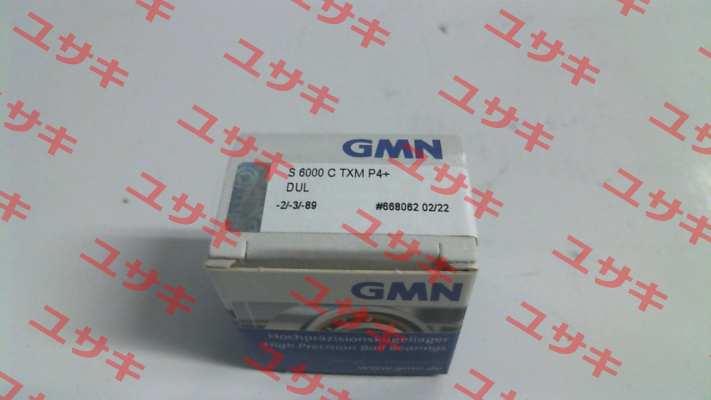 GMN
S 6000 C TXM P4+
DUL
-2/-3/-89 #668062 02/22
GMN
Hochpräzisionskugellager
High Precision Ball Bearings
www.gmn.de
ユサキ